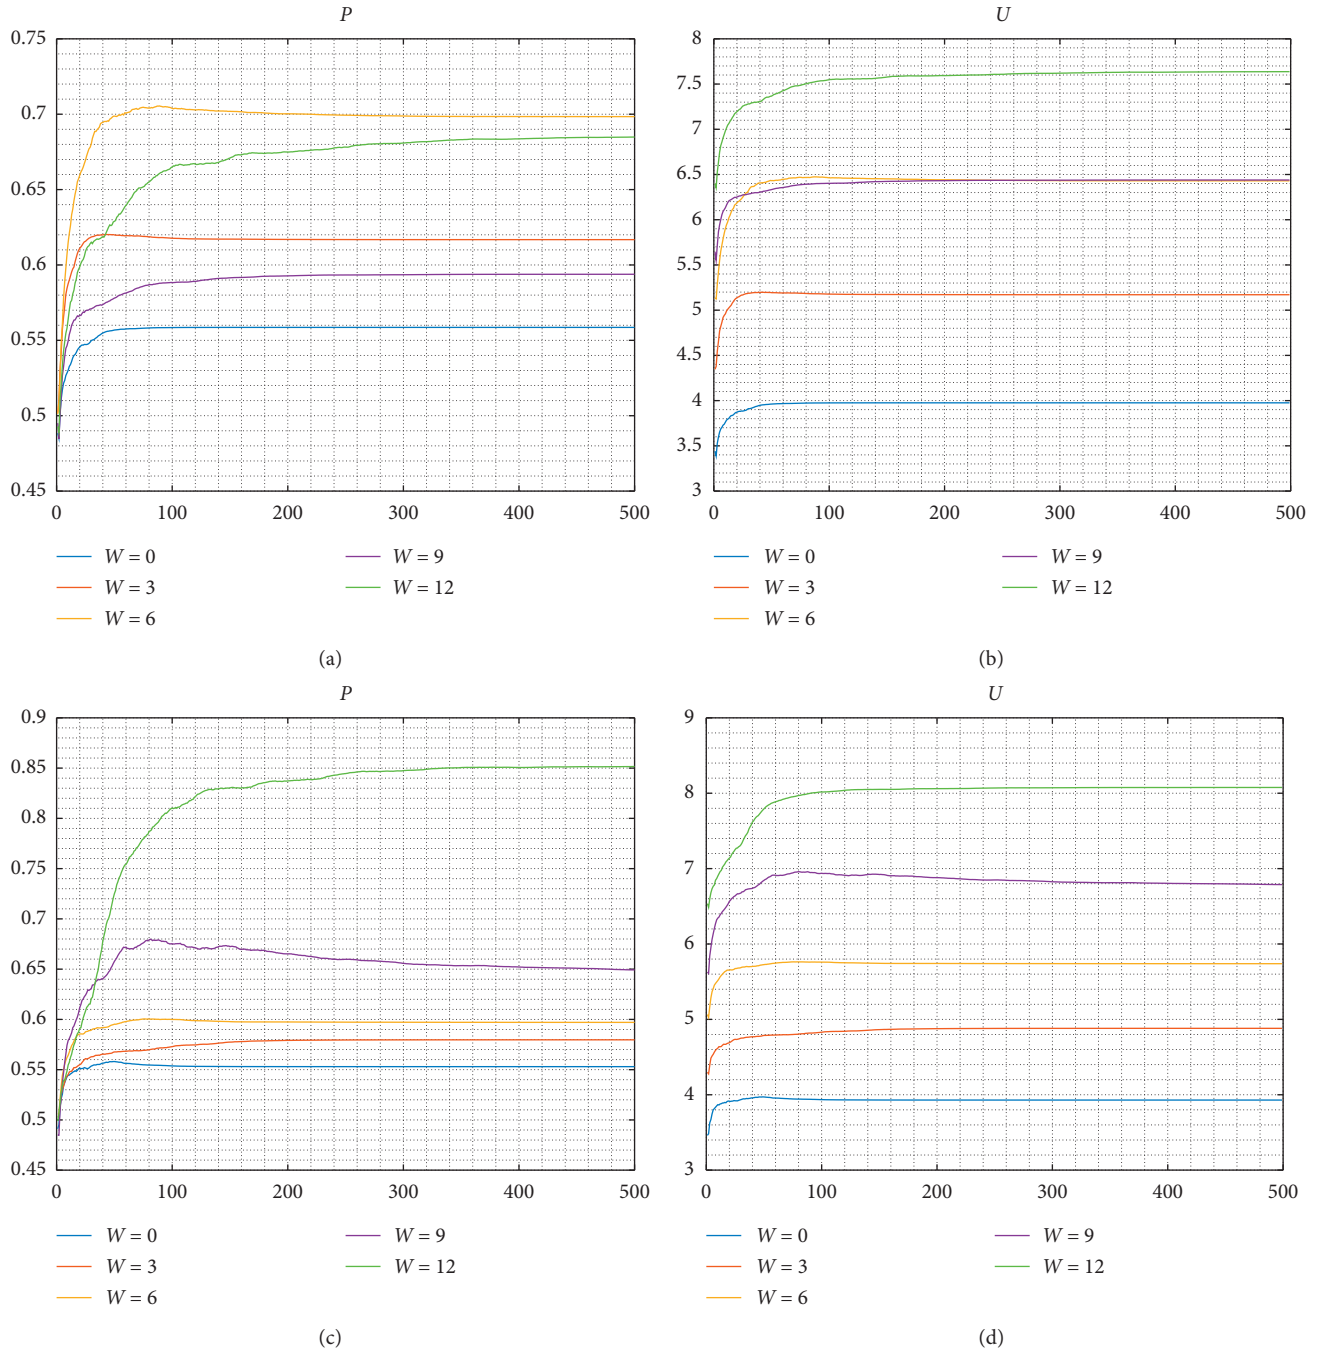 P
0.75
0.7
0.65
0.6
0.55
0.5
0.45
0 100 200 300 400 500
W = 0
W = 3
W = 6
W = 9
W = 12
(a)
U
8
7.5
7
6.5
6
5.5
5
4.5
4
3.5
3
0 100 200 300 400 500
W = 0
W = 3
W = 6
W = 9
W = 12
(b)
P
0.9
0.85
0.8
0.75
0.7
0.65
0.6
0.55
0.5
0.45
0 100 200 300 400 500
W = 0
W = 3
W = 6
W = 9
W = 12
(c)
U
9
8
7
6
5
4
3
0 100 200 300 400 500
W = 0
W = 3
W = 6
W = 9
W = 12
(d)